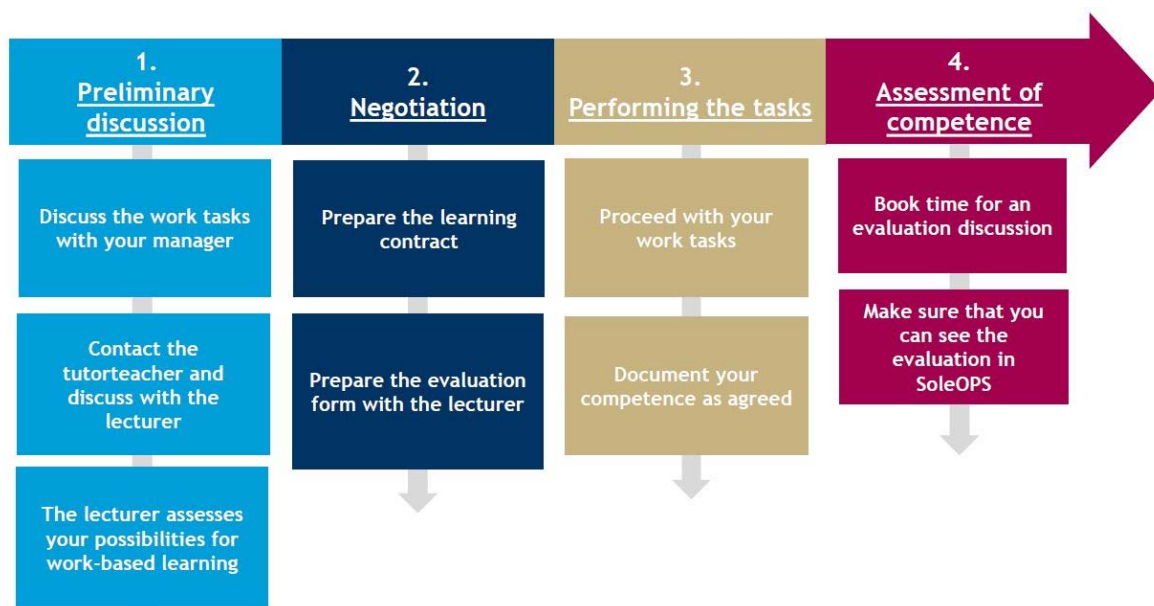 1.
Preliminary
discussion
2.
Negotiation
3.
Performing the tasks
4.
Assessment of
competence
Discuss the work tasks
with your manager
Contact the
tutorteacher and
discuss with the
lecturer
The lecturer assesses
your possibilities for
work-based learning
Prepare the learning
contract
Prepare the evaluation
form with the lecturer
Proceed with your
work tasks
Document your
competence as agreed
Book time for an
evaluation discussion
Make sure that you
can see the
evaluation in
SoleOPS